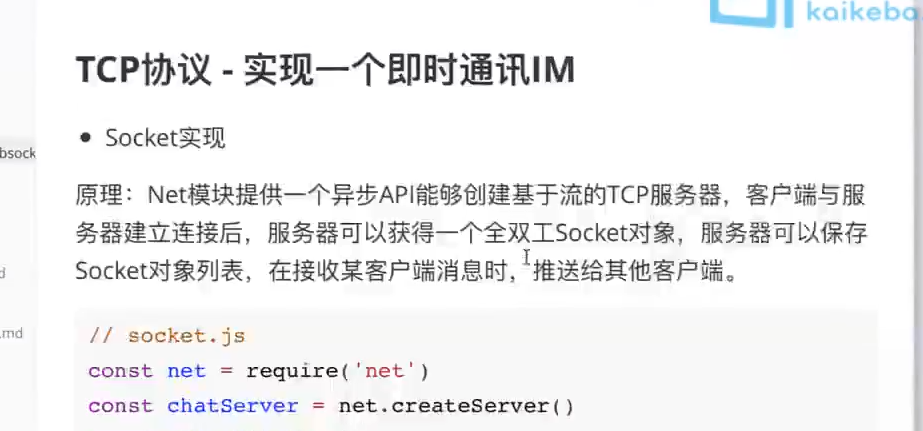 kaikeba
TCP协议 - 实现一个即时通讯IM
Socket实现
bsock
原理：Net模块提供一个异步API能够创建基于流的TCP服务器，客户端与服
务器建立连接后，服务器可以获得一个全双工Socket对象，服务器可以保存
Socket对象列表，在接收某客户端消息时，推送给其他客户端。
d
.md
// socket.js
const net = require('net')
const chatServer = net.createServer()